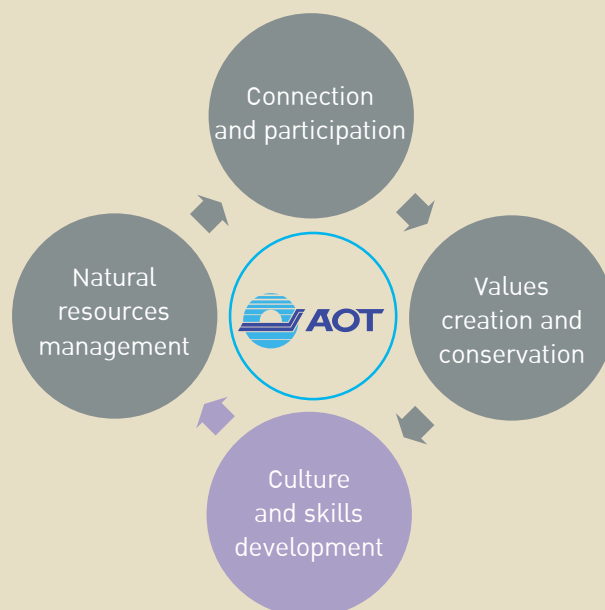 Connection
and participation
Natural
resources
management
AOT
Values
creation and
conservation
Culture
and skills
development